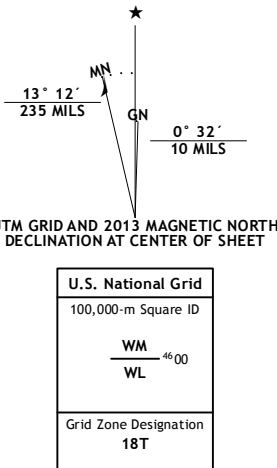 ★
MN
13° 12´
235 MILS
GN
0° 32´
10 MILS
UTM GRID AND 2013 MAGNETIC NORTH
DECLINATION AT CENTER OF SHEET
U.S. National Grid
100,000-m Square ID
WM
4600
WL
Grid Zone Designation
18T